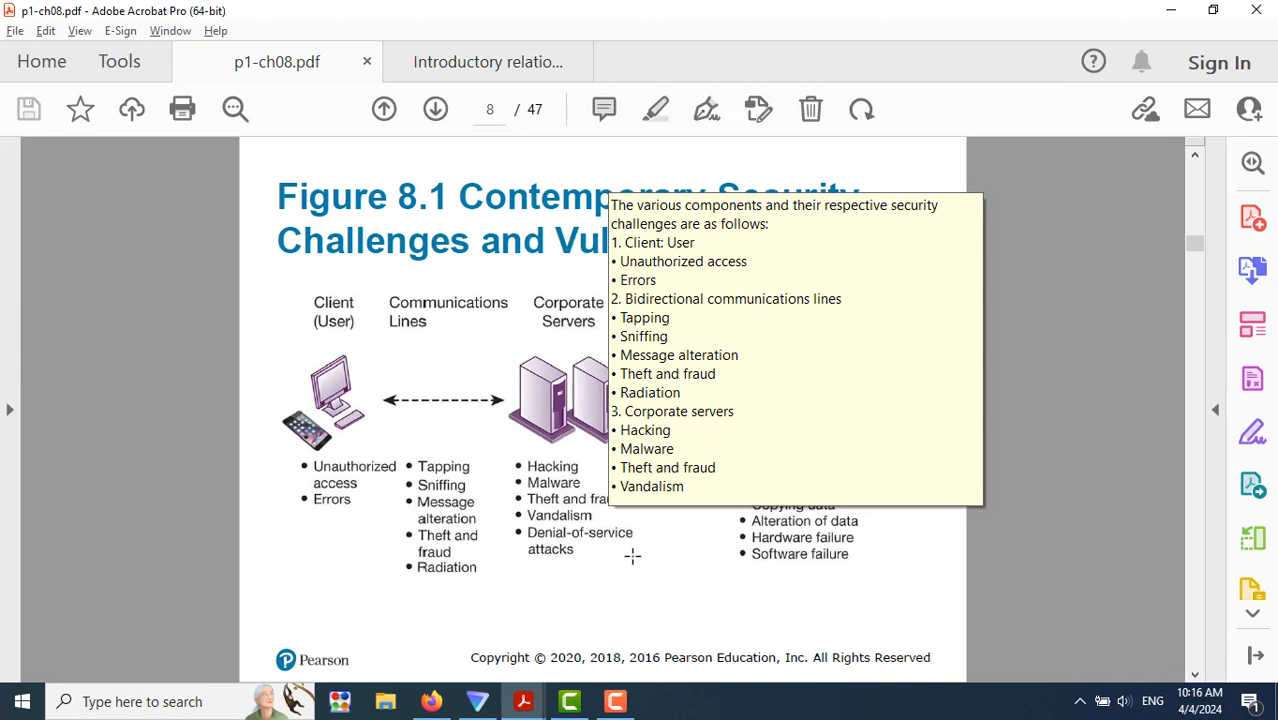 p1-ch08.pdf - Adobe Acrobat Pro (64-bit)
File Edit View E-Sign Window Help
Home Tools p1-ch08.pdf × Introductory relatio... Sign In
8 / 47
Figure 8.1 Contemporary Security
Challenges and Vul
The various components and their respective security
challenges are as follows:
1. Client: User
• Unauthorized access
• Errors
2. Bidirectional communications lines
• Tapping
• Sniffing
• Message alteration
• Theft and fraud
• Radiation
3. Corporate servers
• Hacking
• Malware
• Theft and fraud
• Vandalism
Client
(User)
Communications
Lines
Corporate
Servers
• Unauthorized
access
• Errors
• Tapping
• Sniffing
• Message
alteration
• Theft and
fraud
• Radiation
• Hacking
• Malware
• Theft and frau
• Vandalism
• Denial-of-service
attacks
Copying data
• Alteration of data
• Hardware failure
• Software failure
Pearson
Copyright © 2020, 2018, 2016 Pearson Education, Inc. All Rights Reserved
Type here to search
ENG
10:16 AM
4/4/2024
1